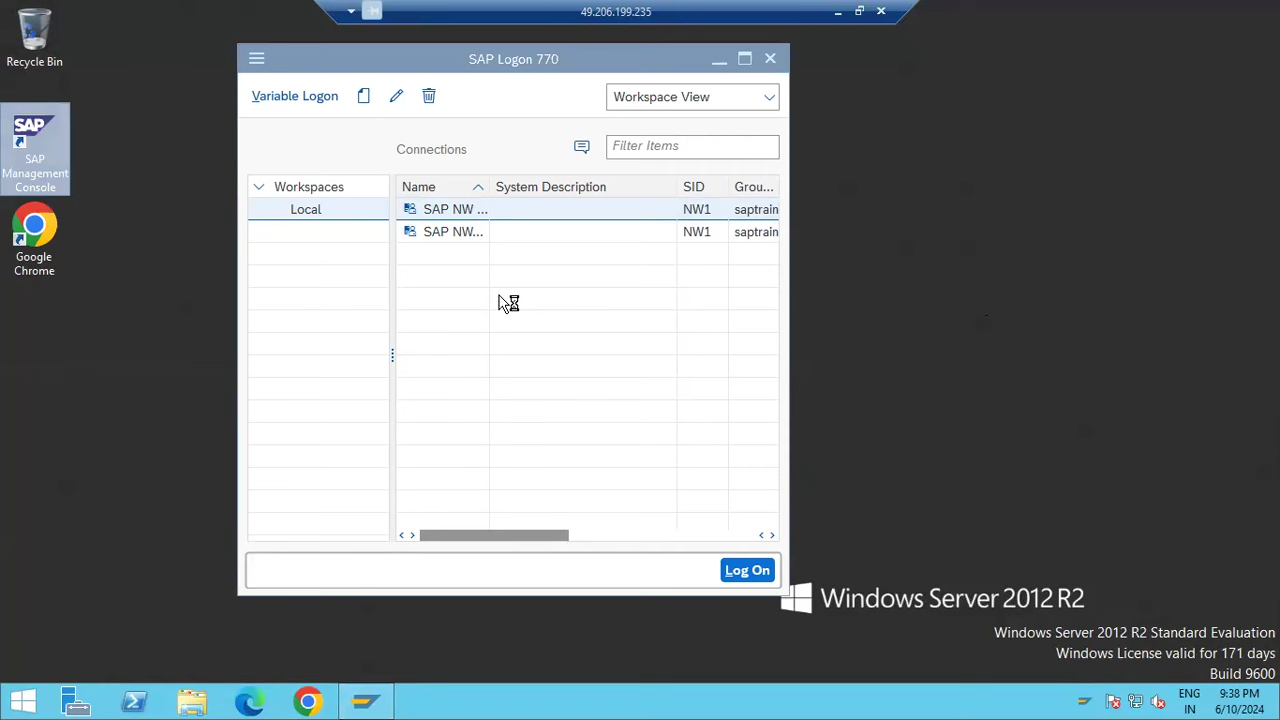 49.206.199.235
Recycle Bin
SAP
SAP
Management
Console
Google
Chrome
SAP Logon 770
Variable Logon
Workspace View
Connections
Filter Items
Workspaces
Name
System Description
SID
Grou...
Local
SAP NW ...
NW1
saptrain
SAP NW...
NW1
saptrain
Log On
Windows Server 2012 R2
Windows Server 2012 R2 Standard Evaluation
Windows License valid for 171 days
Build 9600
ENG
IN
9:38 PM
6/10/2024